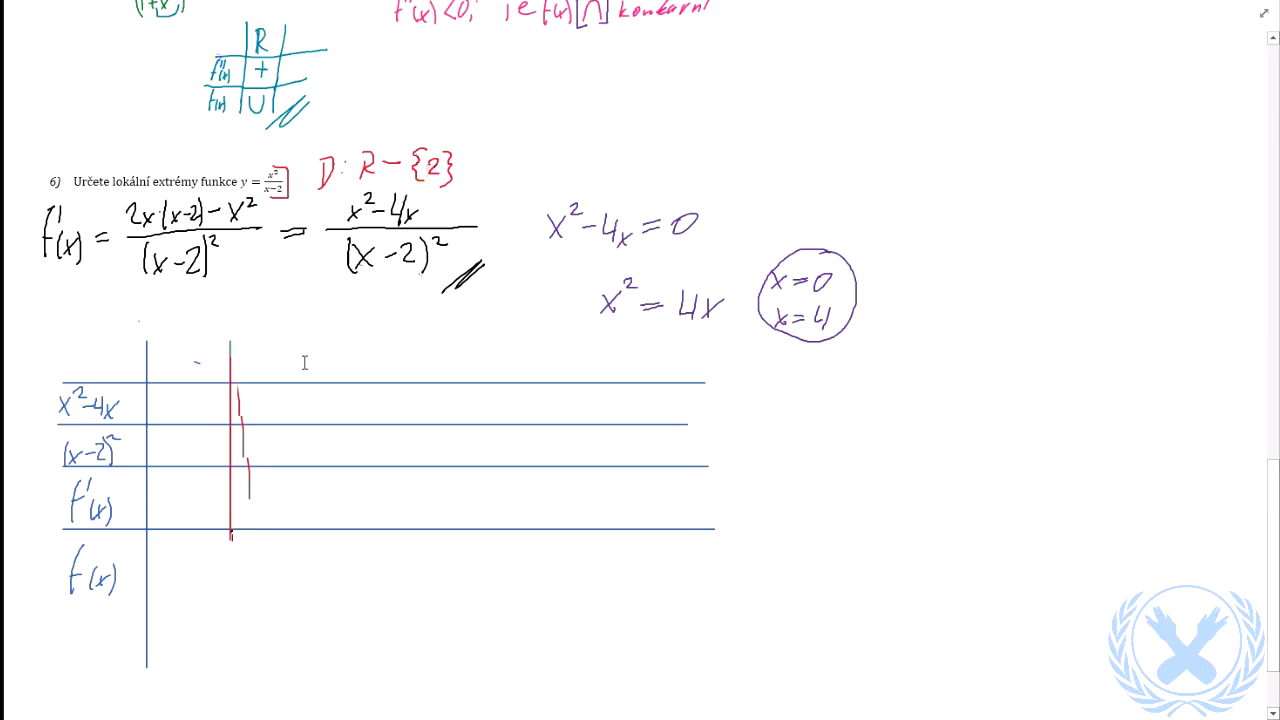 f''(x) < 0, je f(x) [∩] konkavní
R
f''(x) +
f(x) U
6) Určete lokální extrémy funkce y = x²/(x−2) D: R − {2}
f'(x) = (2x·(x-2) − x²)/(x−2)² = (x²−4x)/(x−2)²
x² − 4x = 0
x² = 4x
x = 0
x = 4
x²−4x
(x−2)²
f'(x)
f(x)